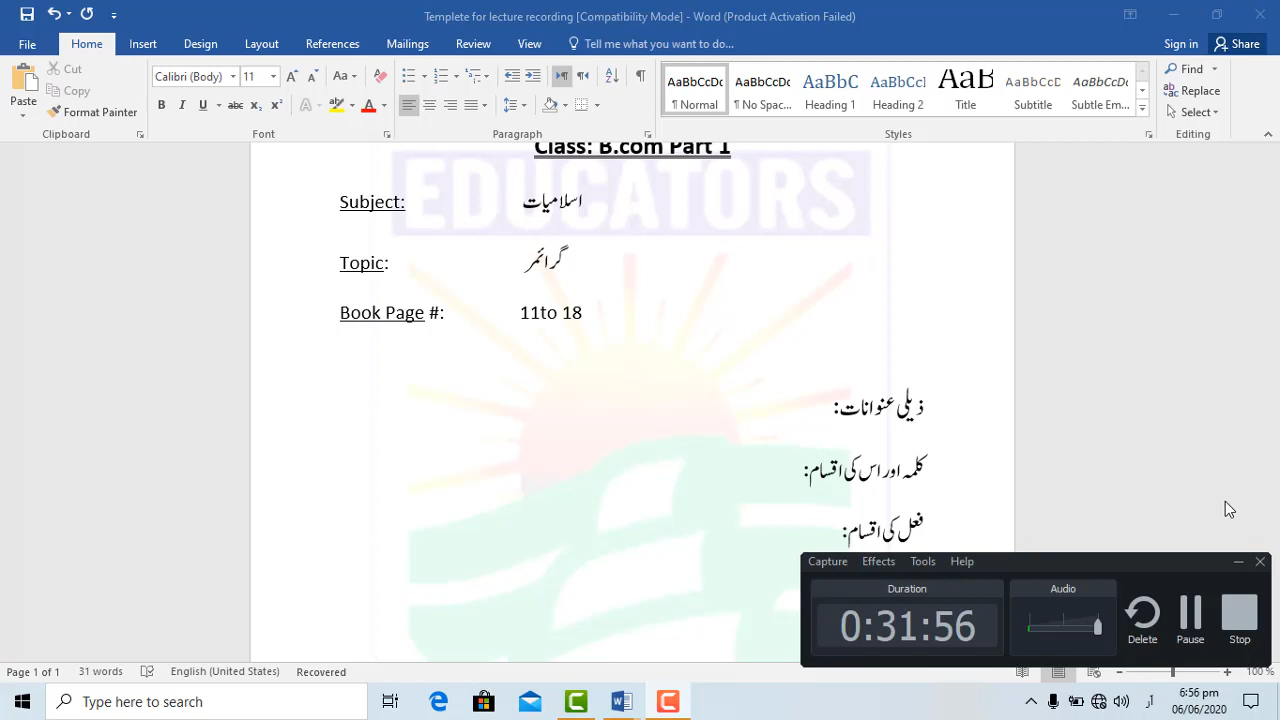 Templete for lecture recording [Compatibility Mode] - Word (Product Activation Failed)
File Home Insert Design Layout References Mailings Review View Tell me what you want to do... Sign in Share
Paste
Cut
Copy
Format Painter
Calibri (Body) 11
AaBbCcDc AaBbCcDc AaBbC AaBbCcI AaB AaBbCcD AaBbCcD
¶ Normal ¶ No Spac... Heading 1 Heading 2 Title Subtitle Subtle Em...
Find
Replace
Select
Clipboard Font Paragraph Styles Editing
Class: B.com Part 1
EDUCATORS
Subject: اسلامیات
Topic: گرائمر
Book Page #: 11to 18
ذیلی عنوانات:
کلمہ اور اس کی اقسام:
فعل کی اقسام:
Capture Effects Tools Help
Duration Audio
0:31:56
Delete Pause Stop
Page 1 of 1 31 words English (United States) Recovered 100 %
Type here to search
6:56 pm
06/06/2020